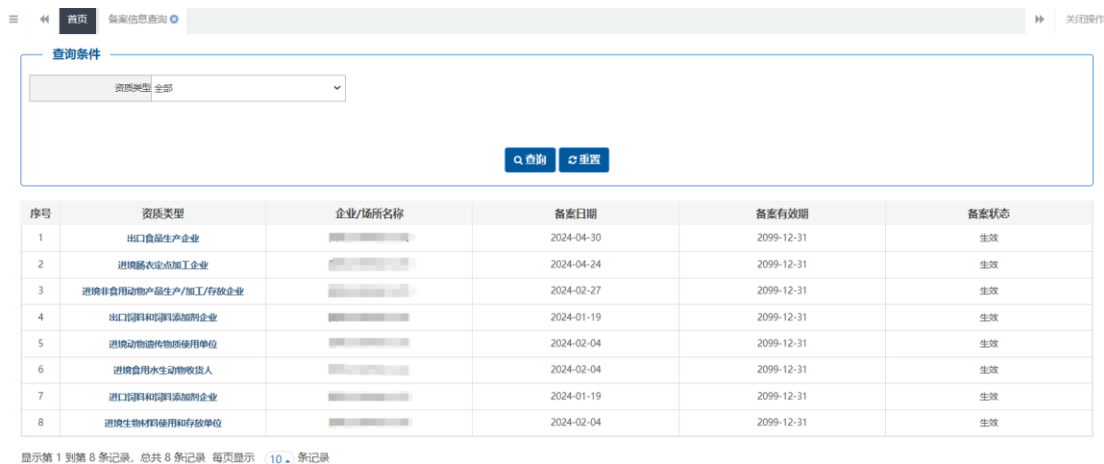 首页 备案信息查询 关闭操作
查询条件
资质类型 全部
查询 重置
序号 资质类型 企业/场所名称 备案日期 备案有效期 备案状态
1 出口食品生产企业 2024-04-30 2099-12-31 生效
2 进境肠衣定点加工企业 2024-04-24 2099-12-31 生效
3 进境非食用动物产品生产/加工/存放企业 2024-02-27 2099-12-31 生效
4 出口饲料和饲料添加剂企业 2024-01-19 2099-12-31 生效
5 进境动物遗传物质使用单位 2024-02-04 2099-12-31 生效
6 进境食用水生动物收货人 2024-02-04 2099-12-31 生效
7 进口饲料和饲料添加剂企业 2024-01-19 2099-12-31 生效
8 进境生物材料使用和存放单位 2024-02-04 2099-12-31 生效
显示第 1 到第 8 条记录，总共 8 条记录 每页显示 10 条记录